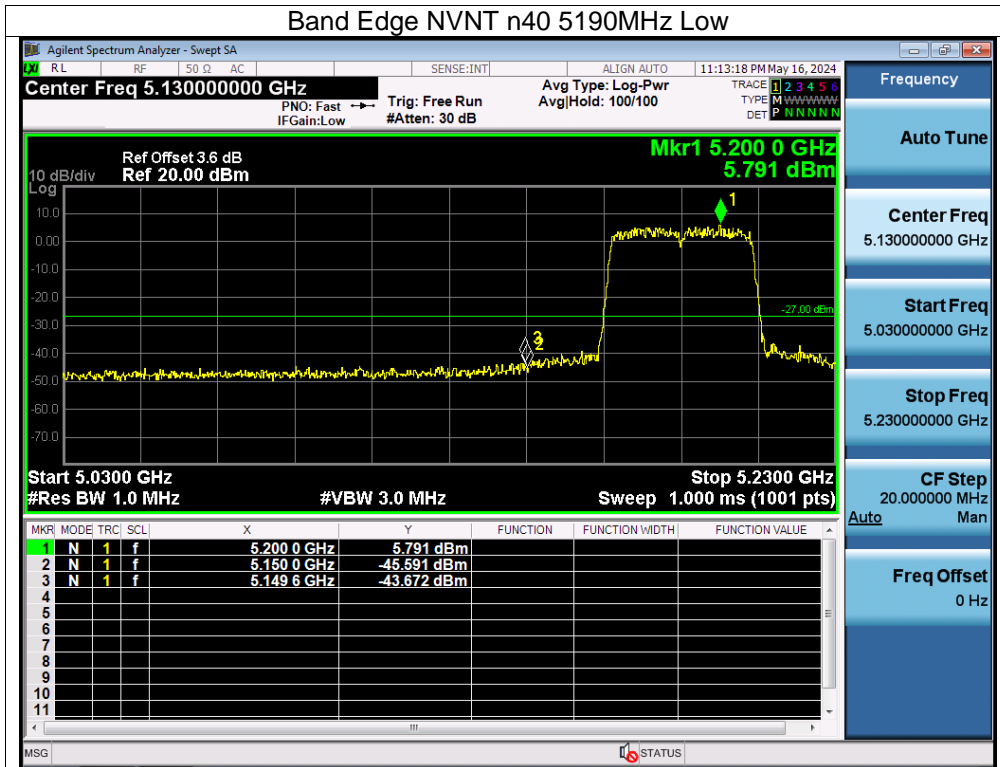 Band Edge NVNT n40 5190MHz Low
Agilent Spectrum Analyzer - Swept SA
LXI RL RF 50 Ω AC SENSE:INT ALIGN AUTO 11:13:18 PM May 16, 2024
Center Freq 5.130000000 GHz
PNO: Fast
IFGain:Low
Trig: Free Run
#Atten: 30 dB
Avg Type: Log-Pwr
Avg|Hold: 100/100
TRACE 1 2 3 4 5 6
TYPE M WWWWW
DET P N N N N N
Ref Offset 3.6 dB
Ref 20.00 dBm
10 dB/div
Log
Mkr1 5.200 0 GHz
5.791 dBm
10.0
0.00
-10.0
-20.0
-30.0
-40.0
-50.0
-60.0
-70.0
1
-27.00 dBm
3
2
Start 5.0300 GHz Stop 5.2300 GHz
#Res BW 1.0 MHz #VBW 3.0 MHz Sweep 1.000 ms (1001 pts)
MKR MODE TRC SCL X Y FUNCTION FUNCTION WIDTH FUNCTION VALUE
1 N 1 f 5.200 0 GHz 5.791 dBm
2 N 1 f 5.150 0 GHz -45.591 dBm
3 N 1 f 5.149 6 GHz -43.672 dBm
4
5
6
7
8
9
10
11
MSG STATUS
Frequency
Auto Tune
Center Freq
5.130000000 GHz
Start Freq
5.030000000 GHz
Stop Freq
5.230000000 GHz
CF Step
20.000000 MHz
Auto Man
Freq Offset
0 Hz